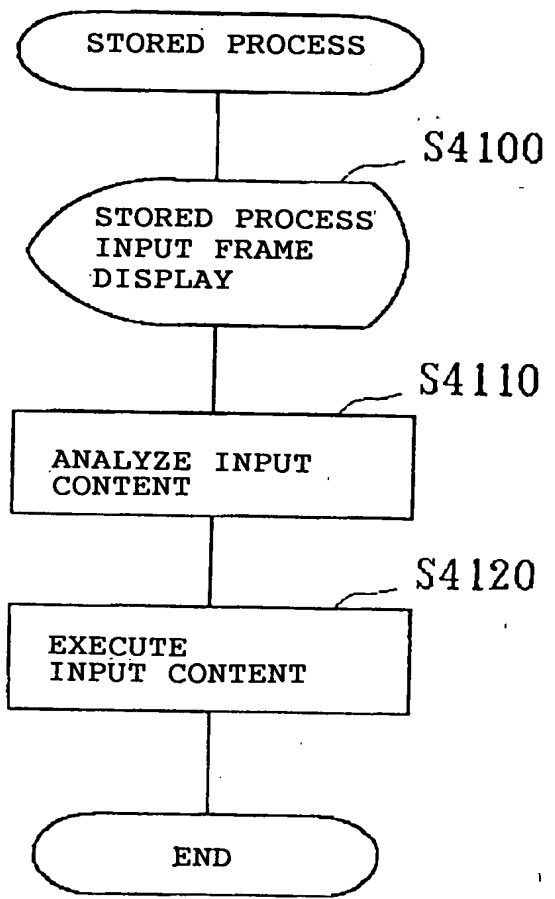 STORED PROCESS
S4100
STORED PROCESS
INPUT FRAME
DISPLAY
S4110
ANALYZE INPUT
CONTENT
S4120
EXECUTE
INPUT CONTENT
END